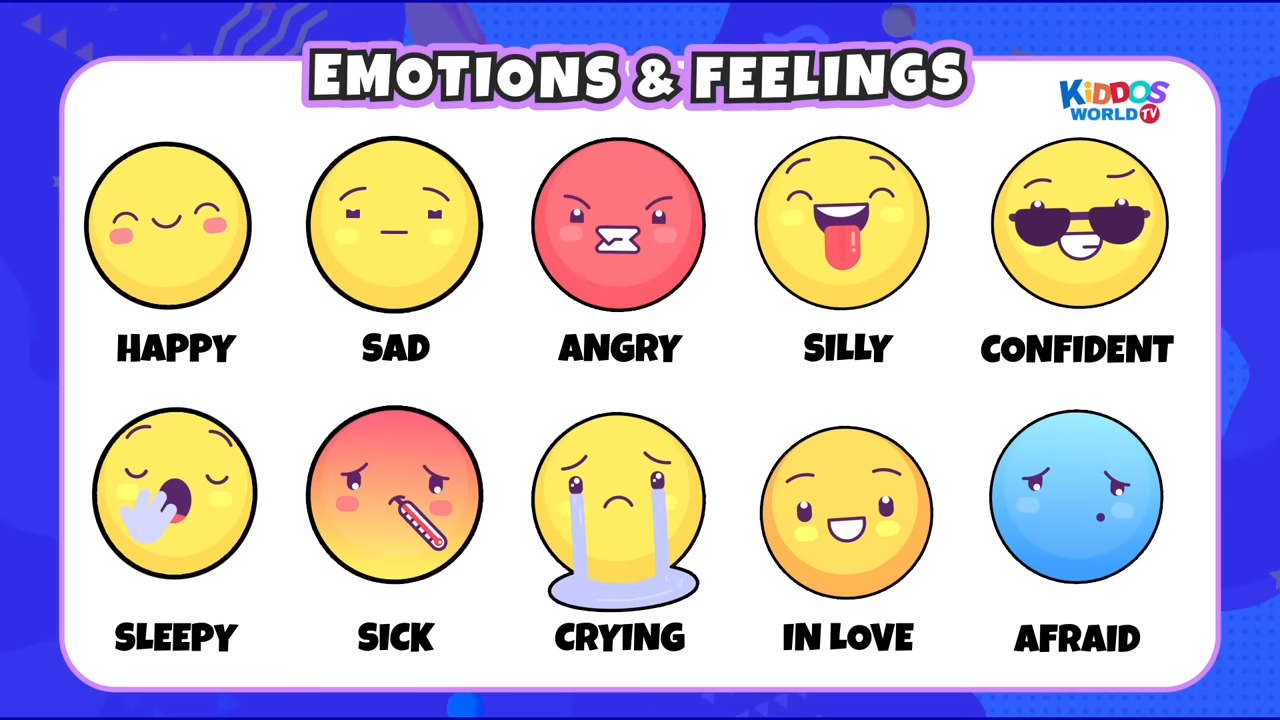 EMOTIONS & FEELINGS
KiDDOS
WORLD TV
HAPPY
SAD
ANGRY
SILLY
CONFIDENT
SLEEPY
SICK
CRYING
IN LOVE
AFRAID